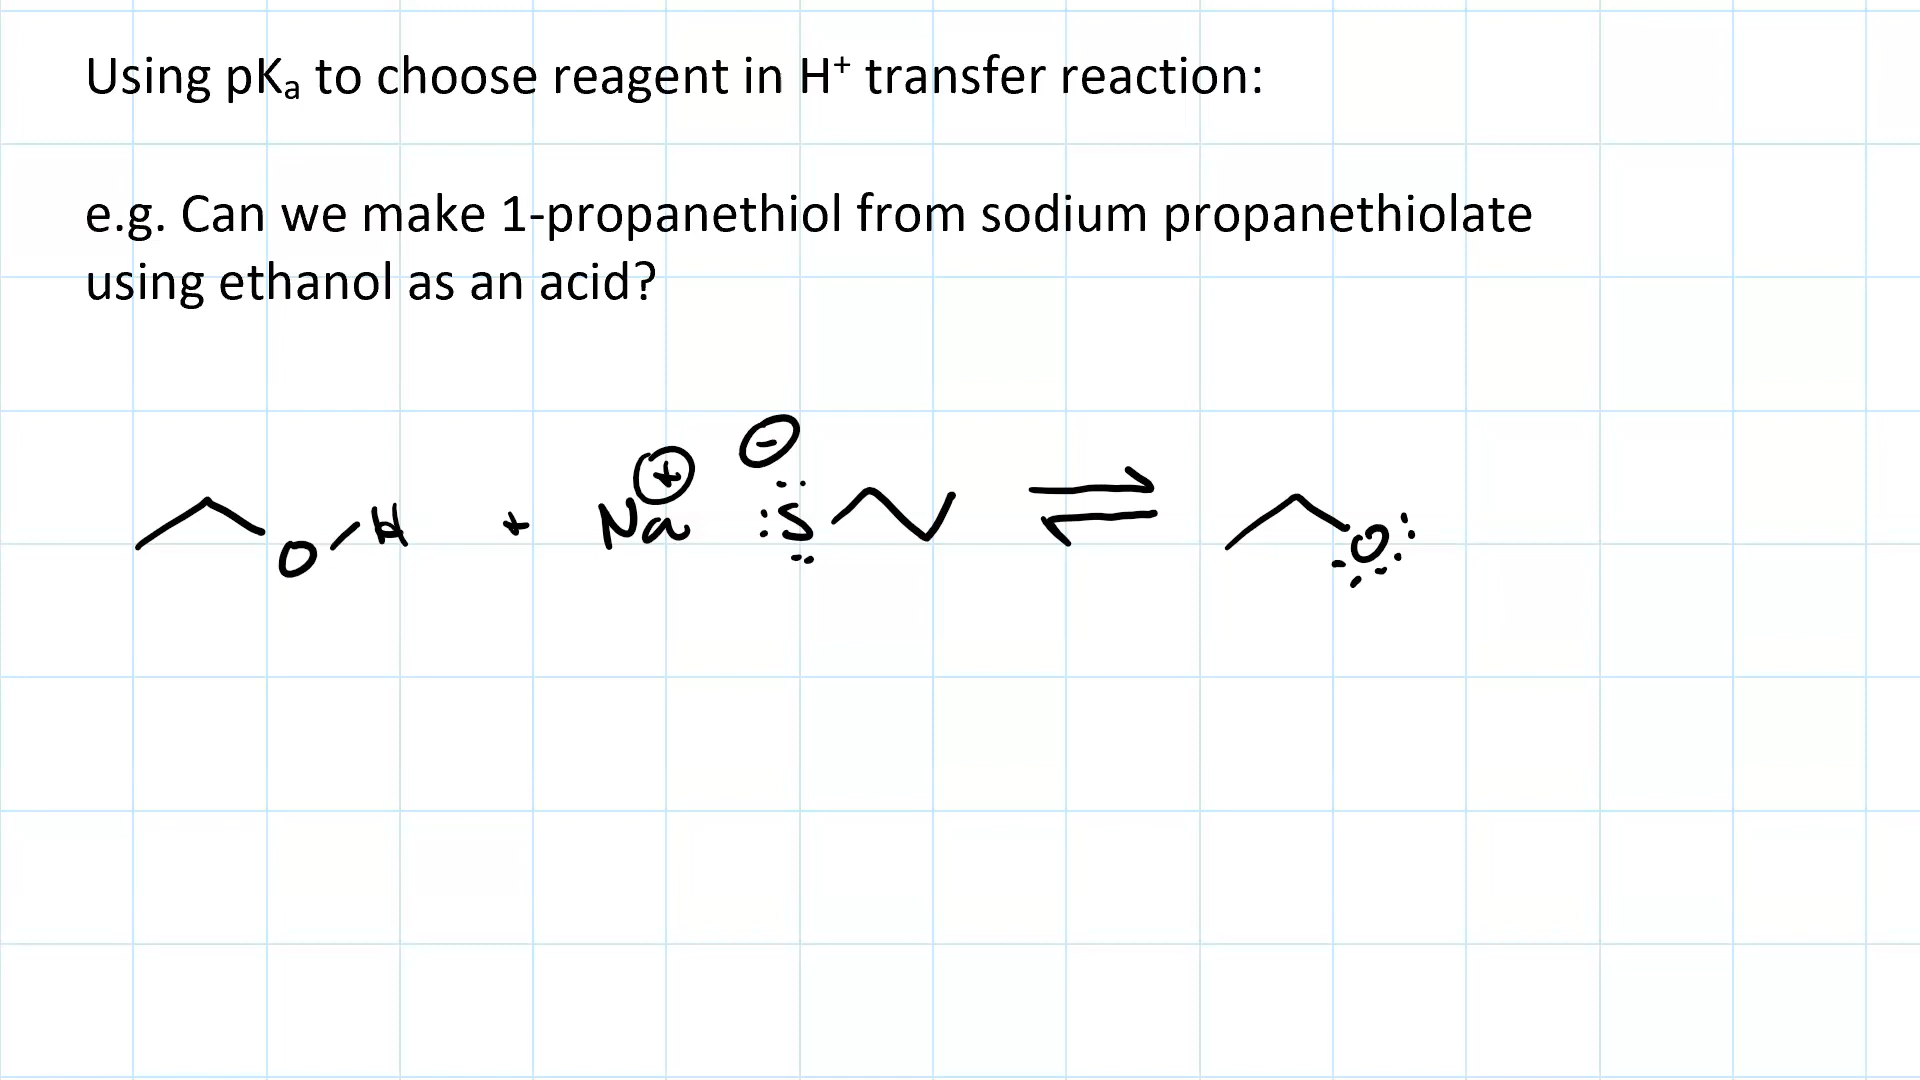 Using pKₐ to choose reagent in H⁺ transfer reaction:
e.g. Can we make 1-propanethiol from sodium propanethiolate
using ethanol as an acid?
O H + Na ⊕ :S: ⊖ ⇌ O: